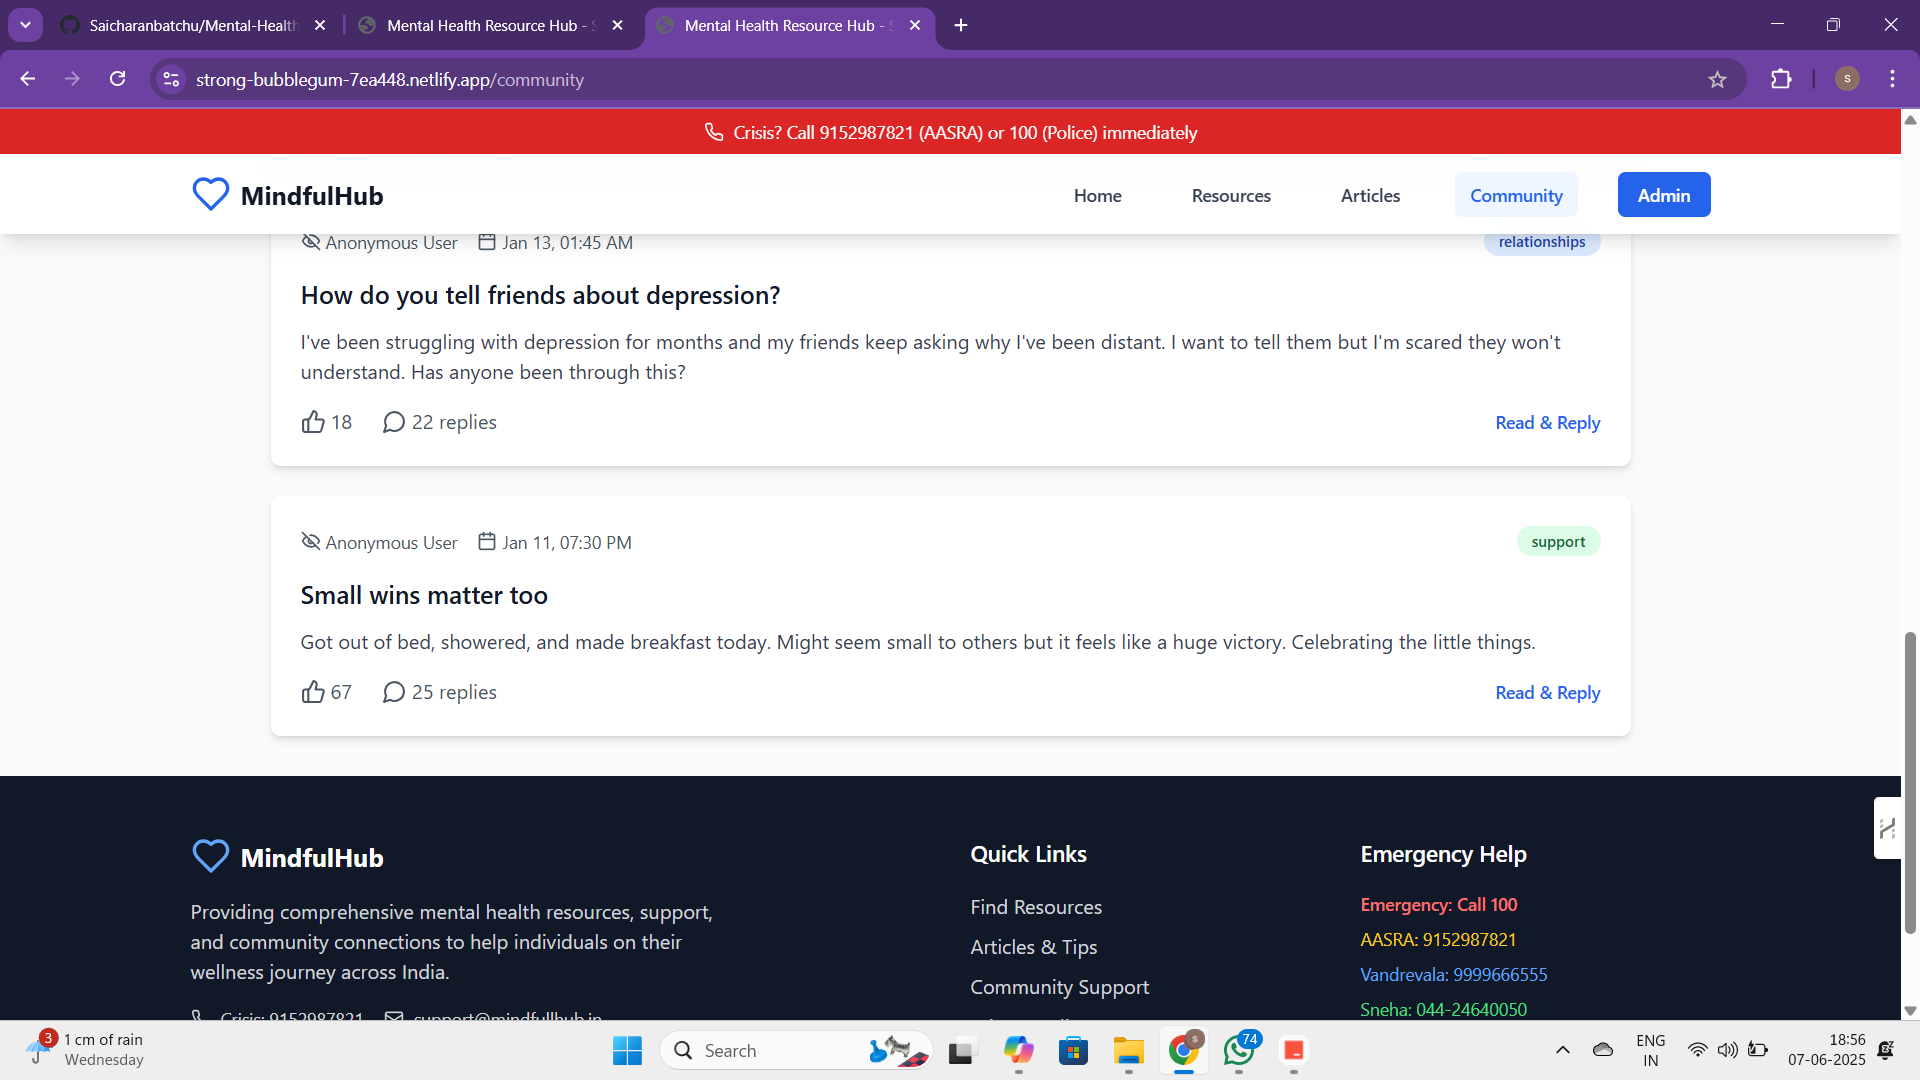 Saicharanbatchu/Mental-Health
Mental Health Resource Hub -
Mental Health Resource Hub -
strong-bubblegum-7ea448.netlify.app/community
S
Crisis? Call 9152987821 (AASRA) or 100 (Police) immediately
MindfulHub
Home
Resources
Articles
Community
Admin
Anonymous User
Jan 13, 01:45 AM
relationships
How do you tell friends about depression?
I've been struggling with depression for months and my friends keep asking why I've been distant. I want to tell them but I'm scared they won't
understand. Has anyone been through this?
18
22 replies
Read & Reply
Anonymous User
Jan 11, 07:30 PM
support
Small wins matter too
Got out of bed, showered, and made breakfast today. Might seem small to others but it feels like a huge victory. Celebrating the little things.
67
25 replies
Read & Reply
MindfulHub
Providing comprehensive mental health resources, support,
and community connections to help individuals on their
wellness journey across India.
Crisis: 9152987821
support@mindfullhub.in
Quick Links
Find Resources
Articles & Tips
Community Support
Emergency Help
Emergency: Call 100
AASRA: 9152987821
Vandrevala: 9999666555
Sneha: 044-24640050
3
1 cm of rain
Wednesday
Search
S
74
ENG
IN
18:56
07-06-2025